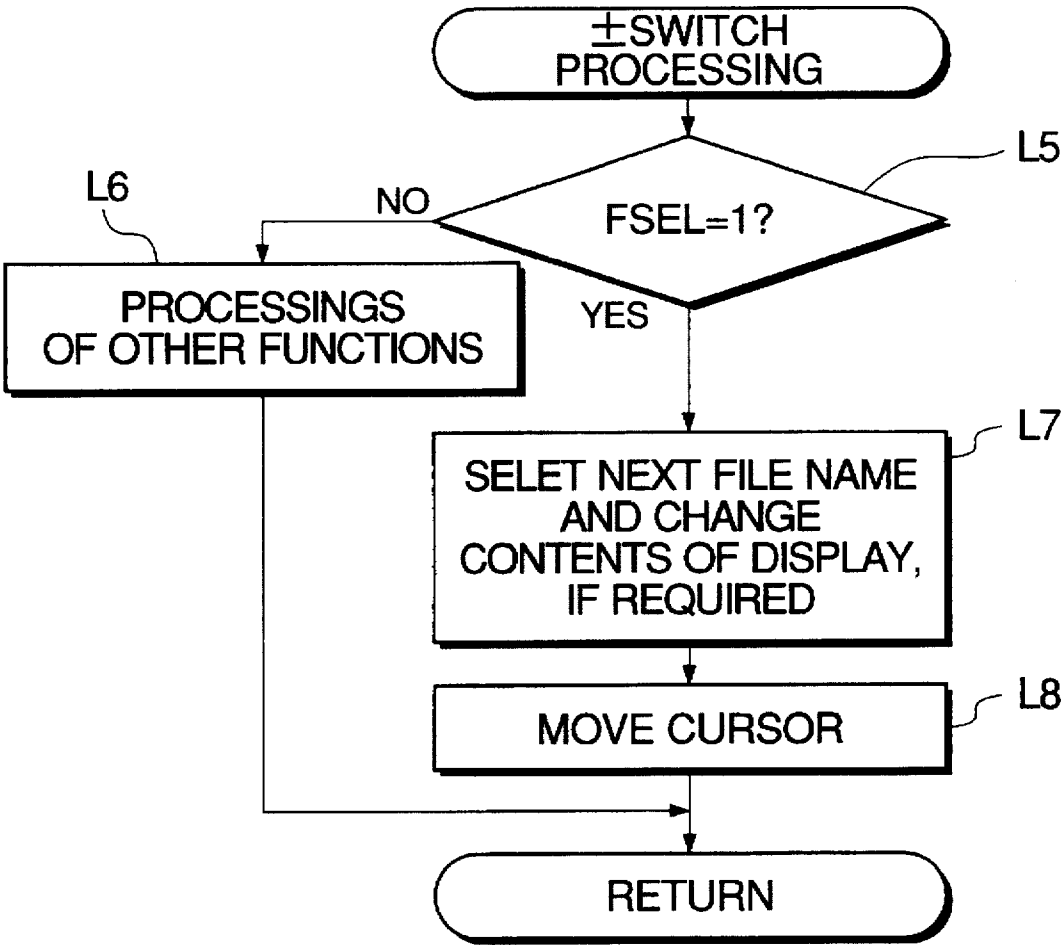 ±SWITCH
PROCESSING
L5
FSEL=1?
NO
L6
PROCESSINGS
OF OTHER FUNCTIONS
YES
L7
SELET NEXT FILE NAME
AND CHANGE
CONTENTS OF DISPLAY,
IF REQUIRED
L8
MOVE CURSOR
RETURN